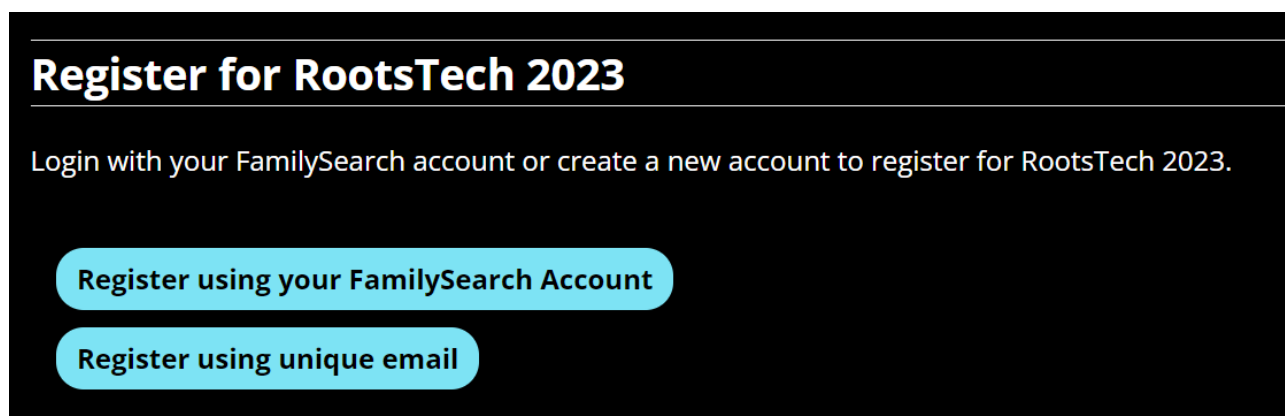 Register for RootsTech 2023
Login with your FamilySearch account or create a new account to register for RootsTech 2023.
Register using your FamilySearch Account
Register using unique email